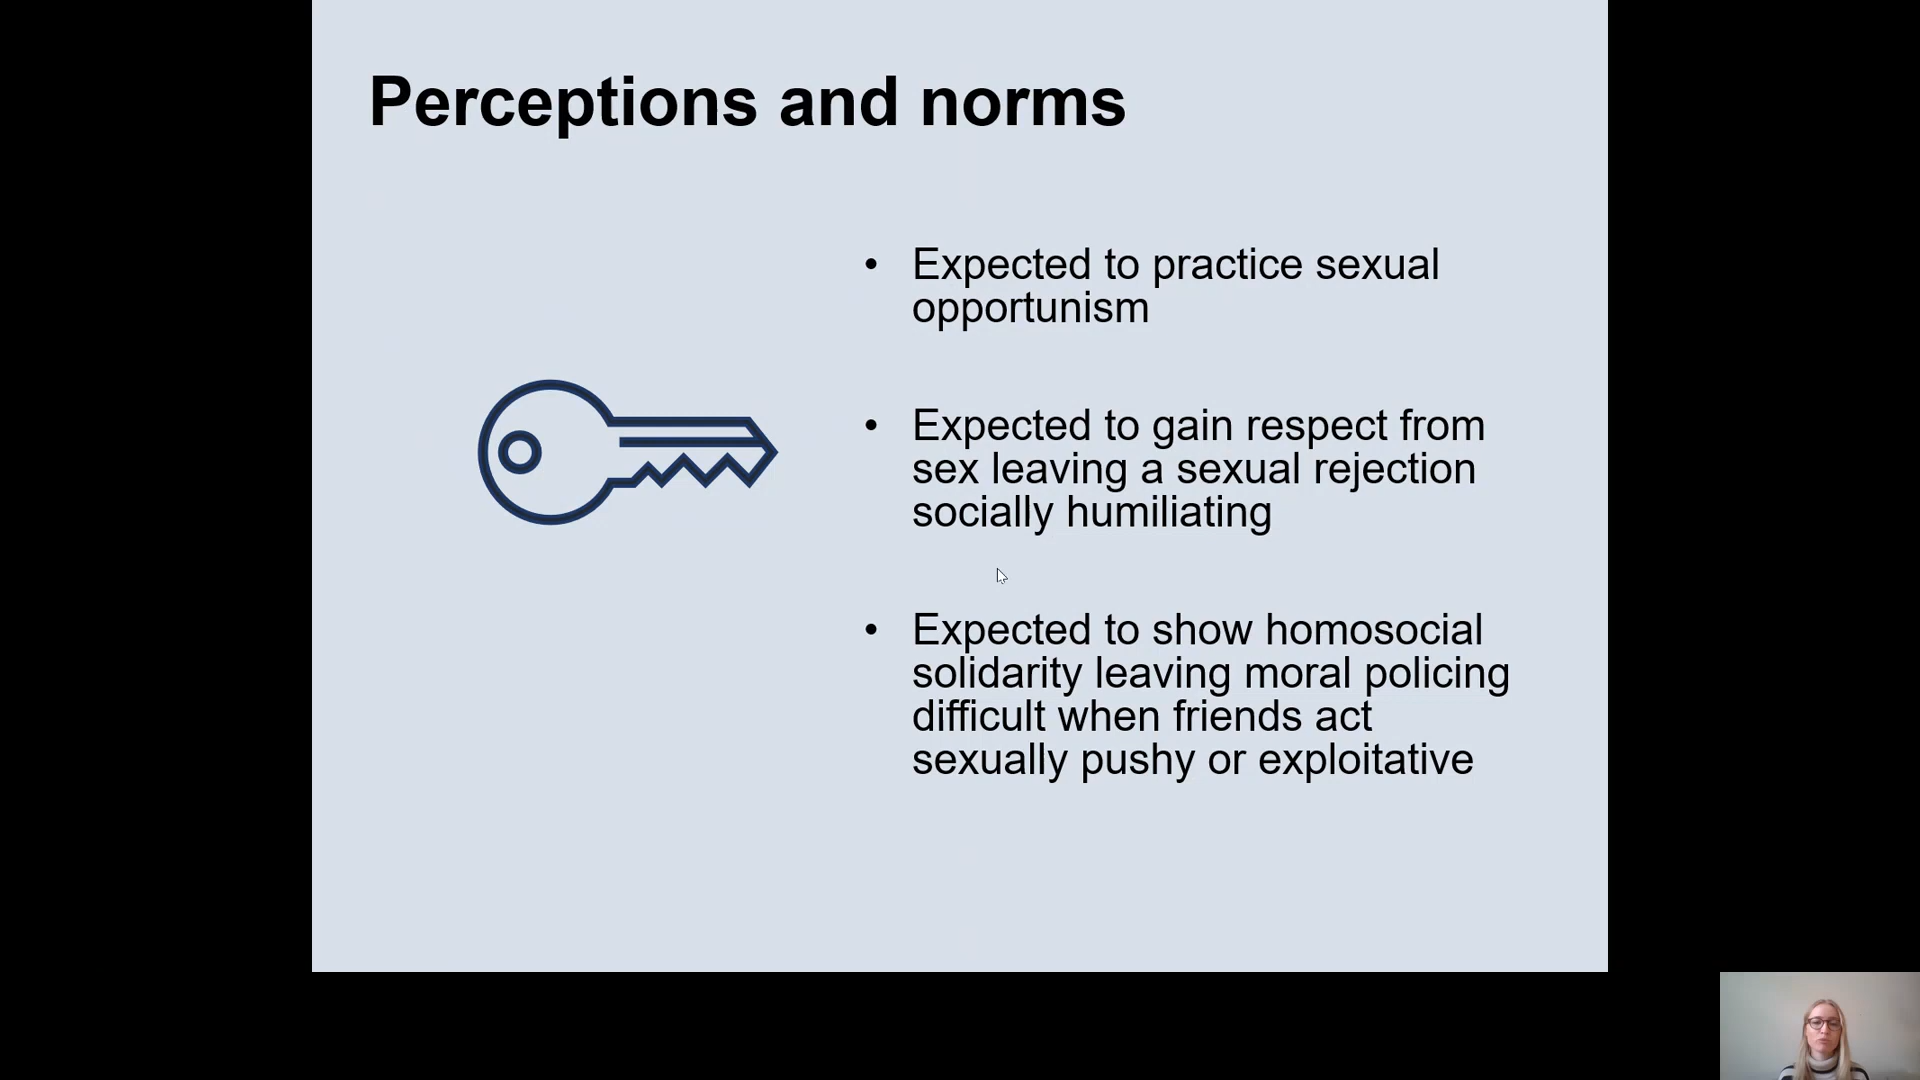 Perceptions and norms
• Expected to practice sexual
opportunism
• Expected to gain respect from
sex leaving a sexual rejection
socially humiliating
• Expected to show homosocial
solidarity leaving moral policing
difficult when friends act
sexually pushy or exploitative